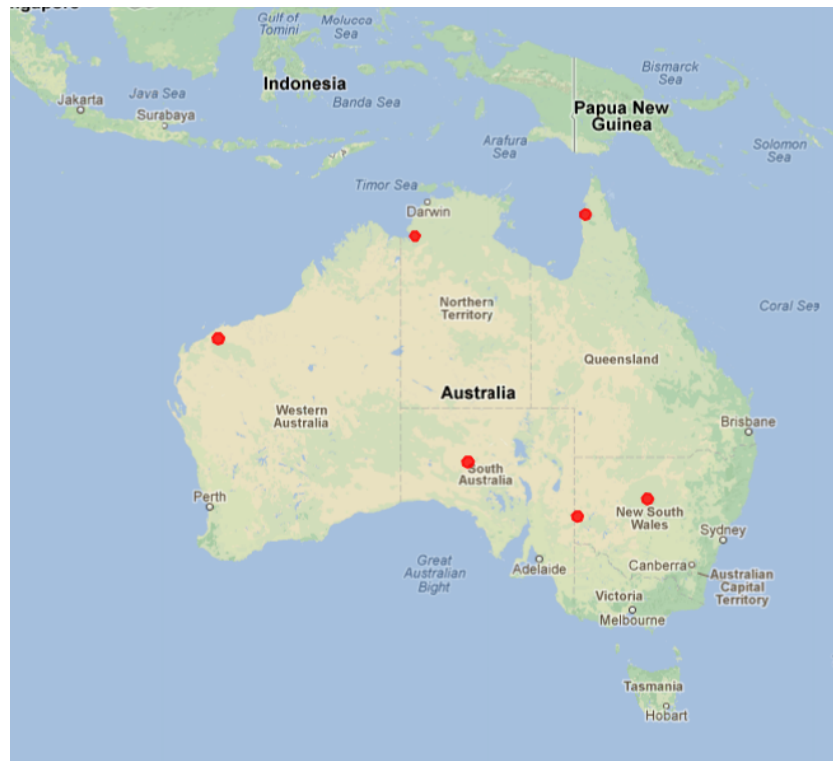 Gulf of
Tomini
Molucca
Sea
Bismarck
Sea
Indonesia
Java Sea
Jakarta
Surabaya
Banda Sea
Papua New
Guinea
Arafura
Sea
Solomon
Sea
Timor Sea
Darwin
Northern
Territory
Coral Sea
Queensland
Australia
Western
Australia
Brisbane
South
Australia
Perth
New South
Wales
Sydney
Great
Australian
Bight
Adelaide
Canberra
Australian
Capital
Territory
Victoria
Melbourne
Tasmania
Hobart